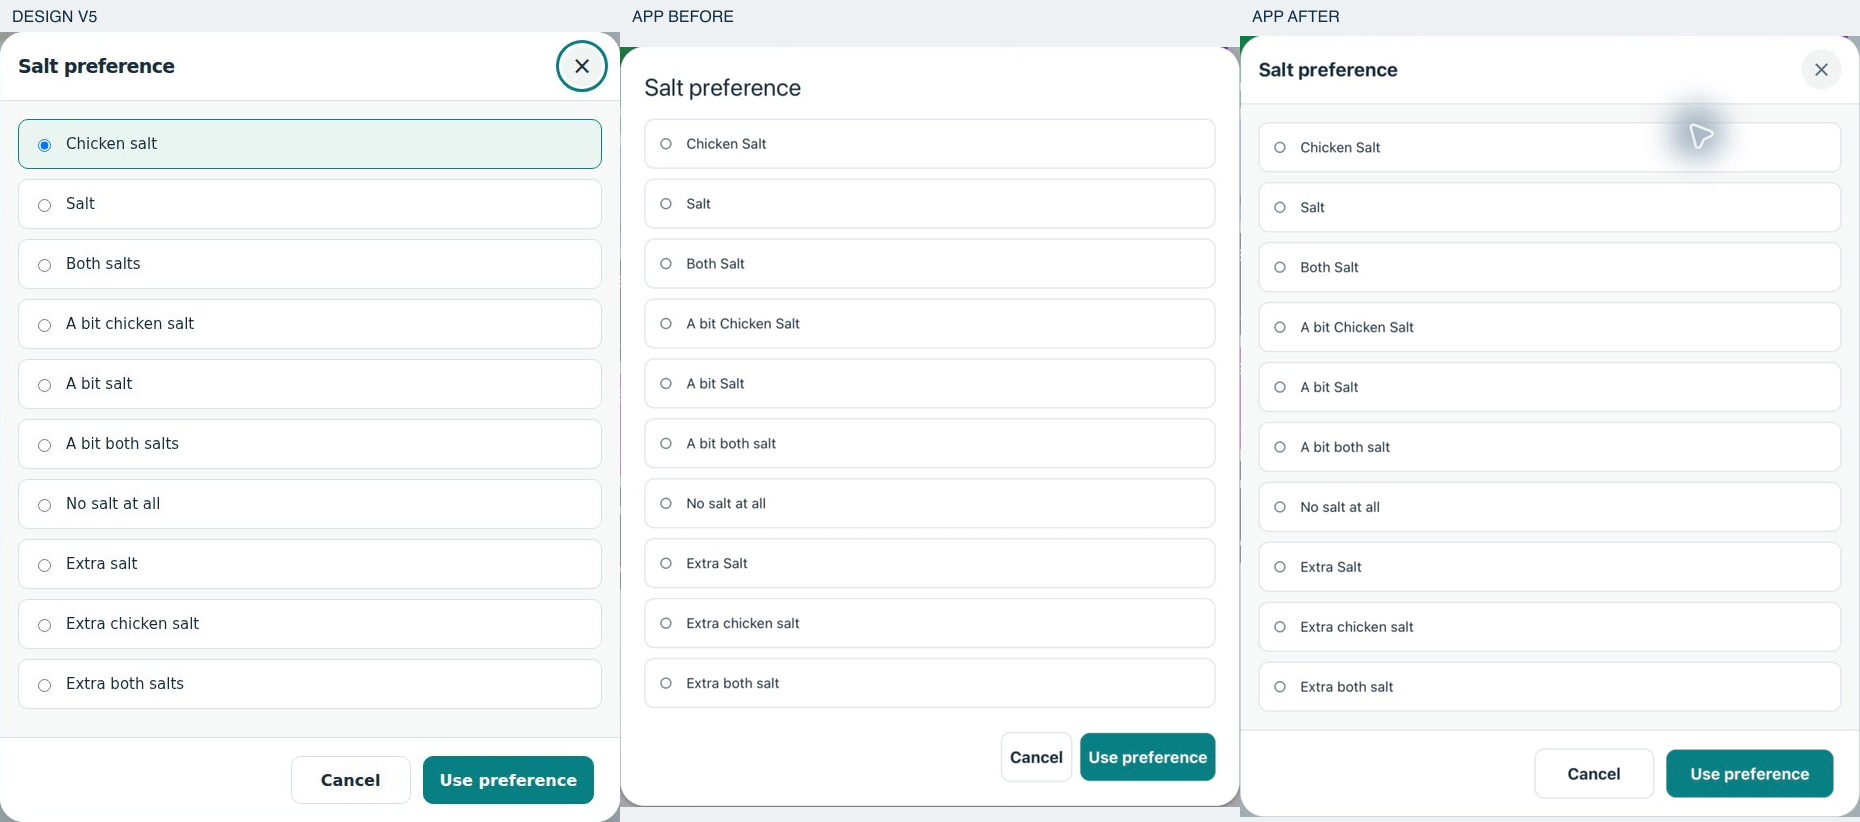 DESIGN V5
Salt preference
Chicken salt
Salt
Both salts
A bit chicken salt
A bit salt
A bit both salts
No salt at all
Extra salt
Extra chicken salt
Extra both salts
Cancel
Use preference
APP BEFORE
Salt preference
Chicken Salt
Salt
Both Salt
A bit Chicken Salt
A bit Salt
A bit both salt
No salt at all
Extra Salt
Extra chicken salt
Extra both salt
Cancel
Use preference
APP AFTER
Salt preference
Chicken Salt
Salt
Both Salt
A bit Chicken Salt
A bit Salt
A bit both salt
No salt at all
Extra Salt
Extra chicken salt
Extra both salt
Cancel
Use preference